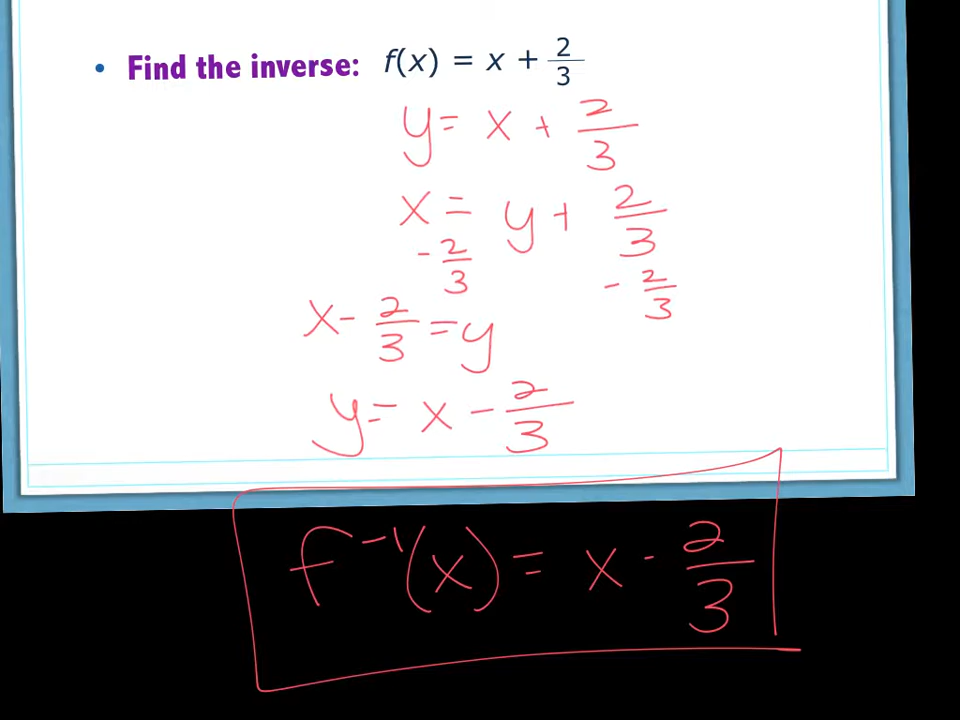 • Find the inverse: f(x) = x + 2/3
y = x + 2/3
x = y + 2/3
- 2/3 - 2/3
x - 2/3 = y
y = x - 2/3
f⁻¹(x) = x - 2/3